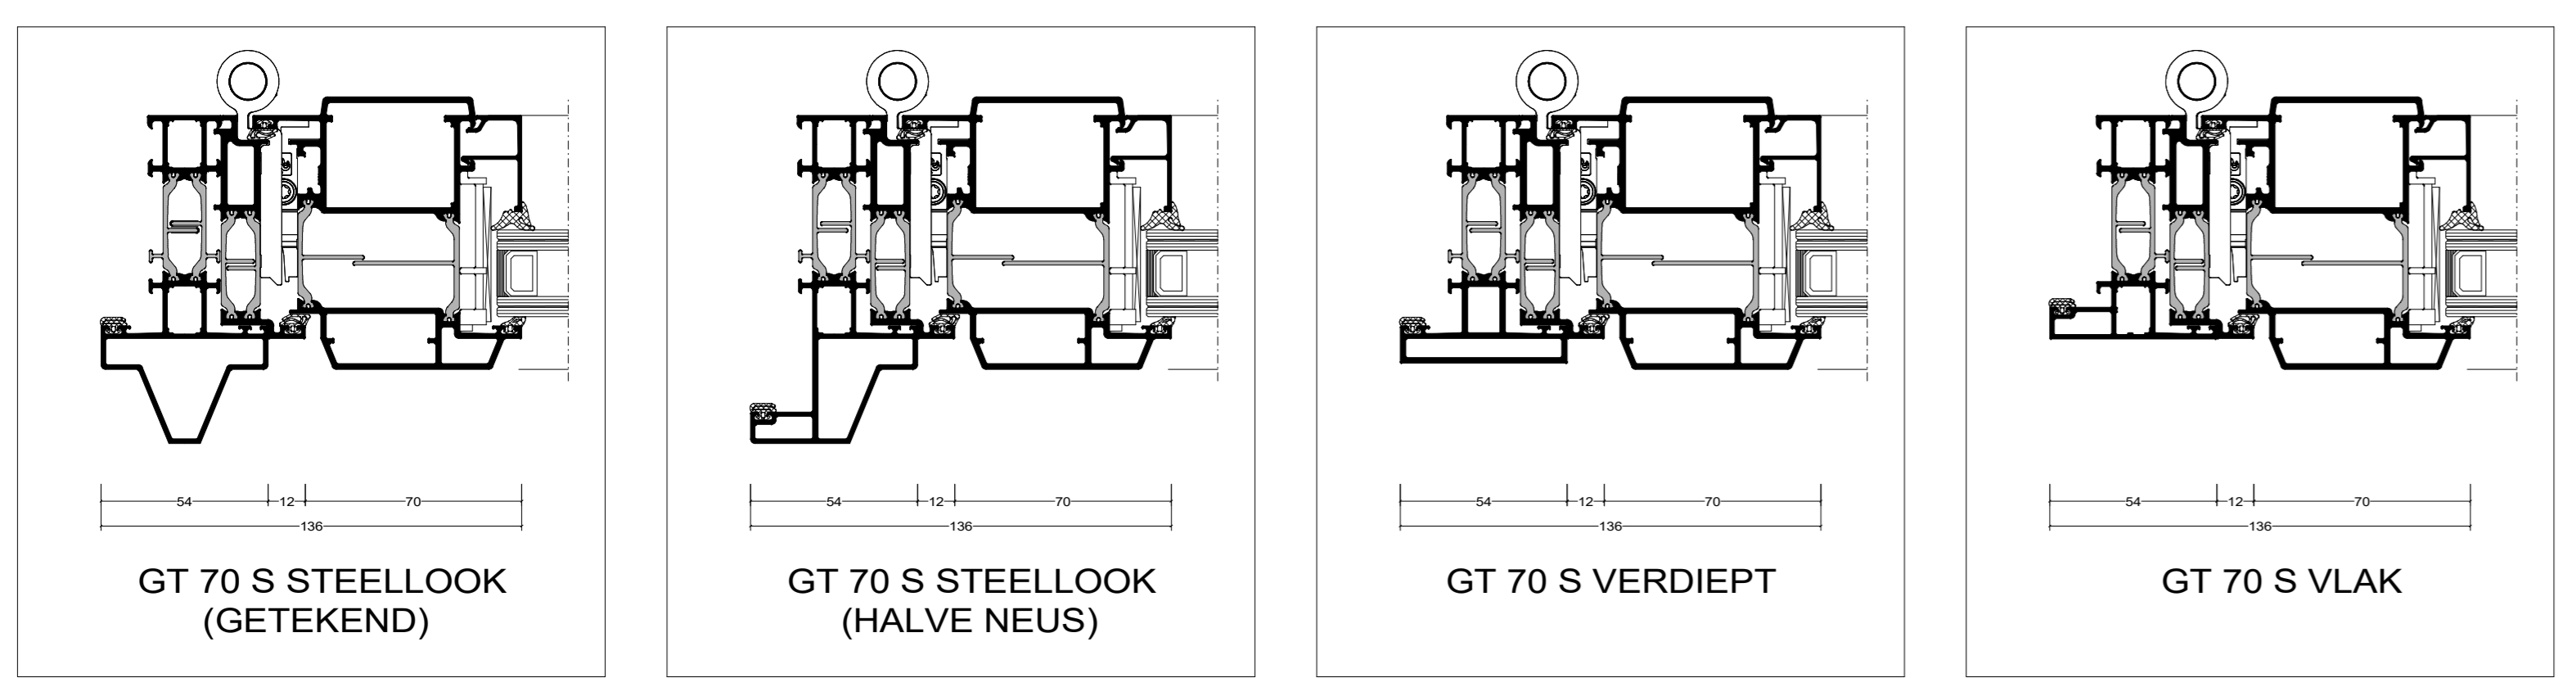 54 12 70
136
GT 70 S STEELLOOK
(GETEKEND)
54 12 70
136
GT 70 S STEELLOOK
(HALVE NEUS)
54 12 70
136
GT 70 S VERDIEPT
54 12 70
136
GT 70 S VLAK